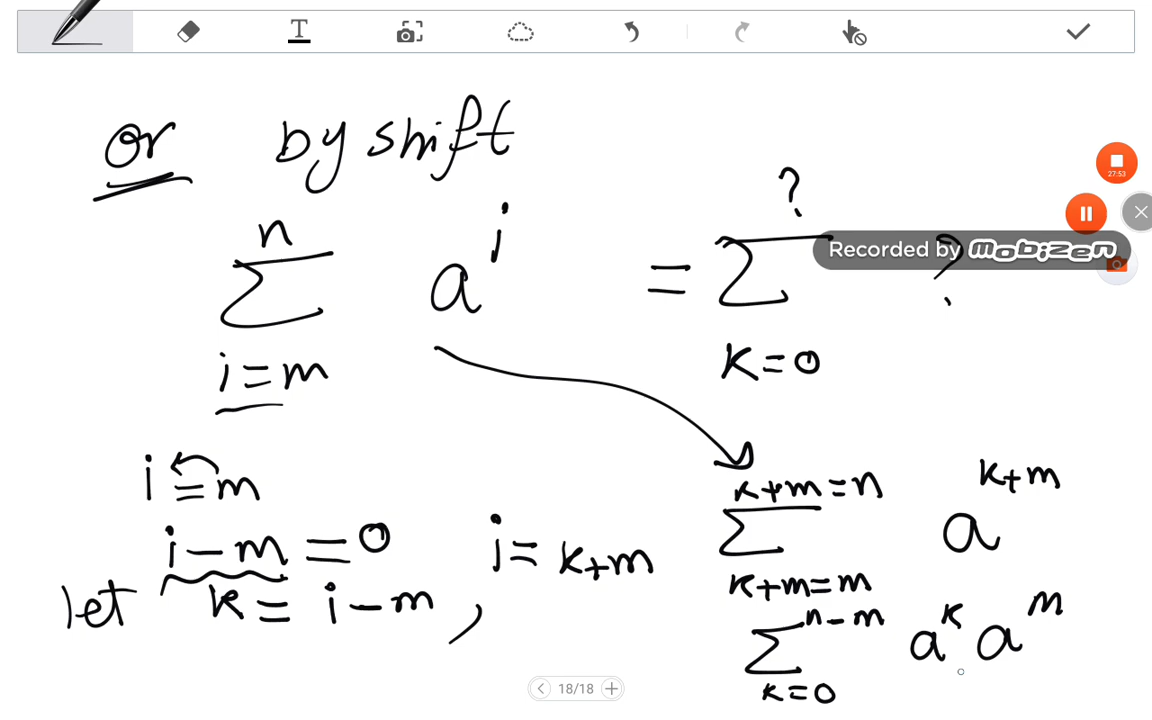 T
or by shift
27:53
n ?
Σ a^i = Σ ?
Recorded by mobizen
i=m K=0
i=m
i-m=0 i=k+m
let k=i-m,
k+m=n
Σ a^{k+m}
k+m=m
n-m
Σ a^k a^m
k=0
18/18